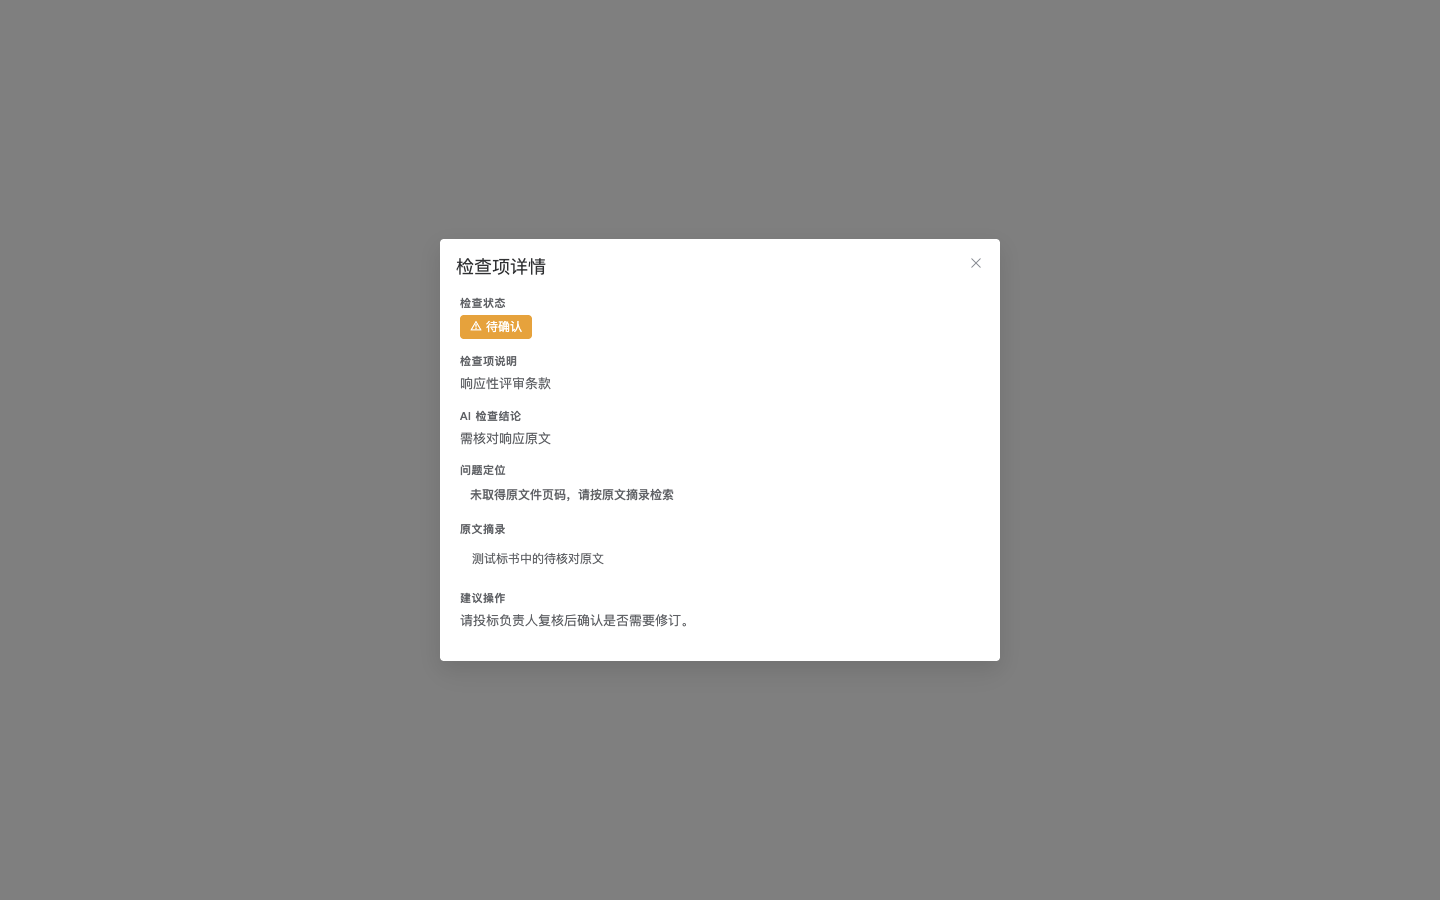 检查项详情
检查状态
待确认
检查项说明
响应性评审条款
AI 检查结论
需核对响应原文
问题定位
未取得原文件页码，请按原文摘录检索
原文摘录
测试标书中的待核对原文
建议操作
请投标负责人复核后确认是否需要修订。